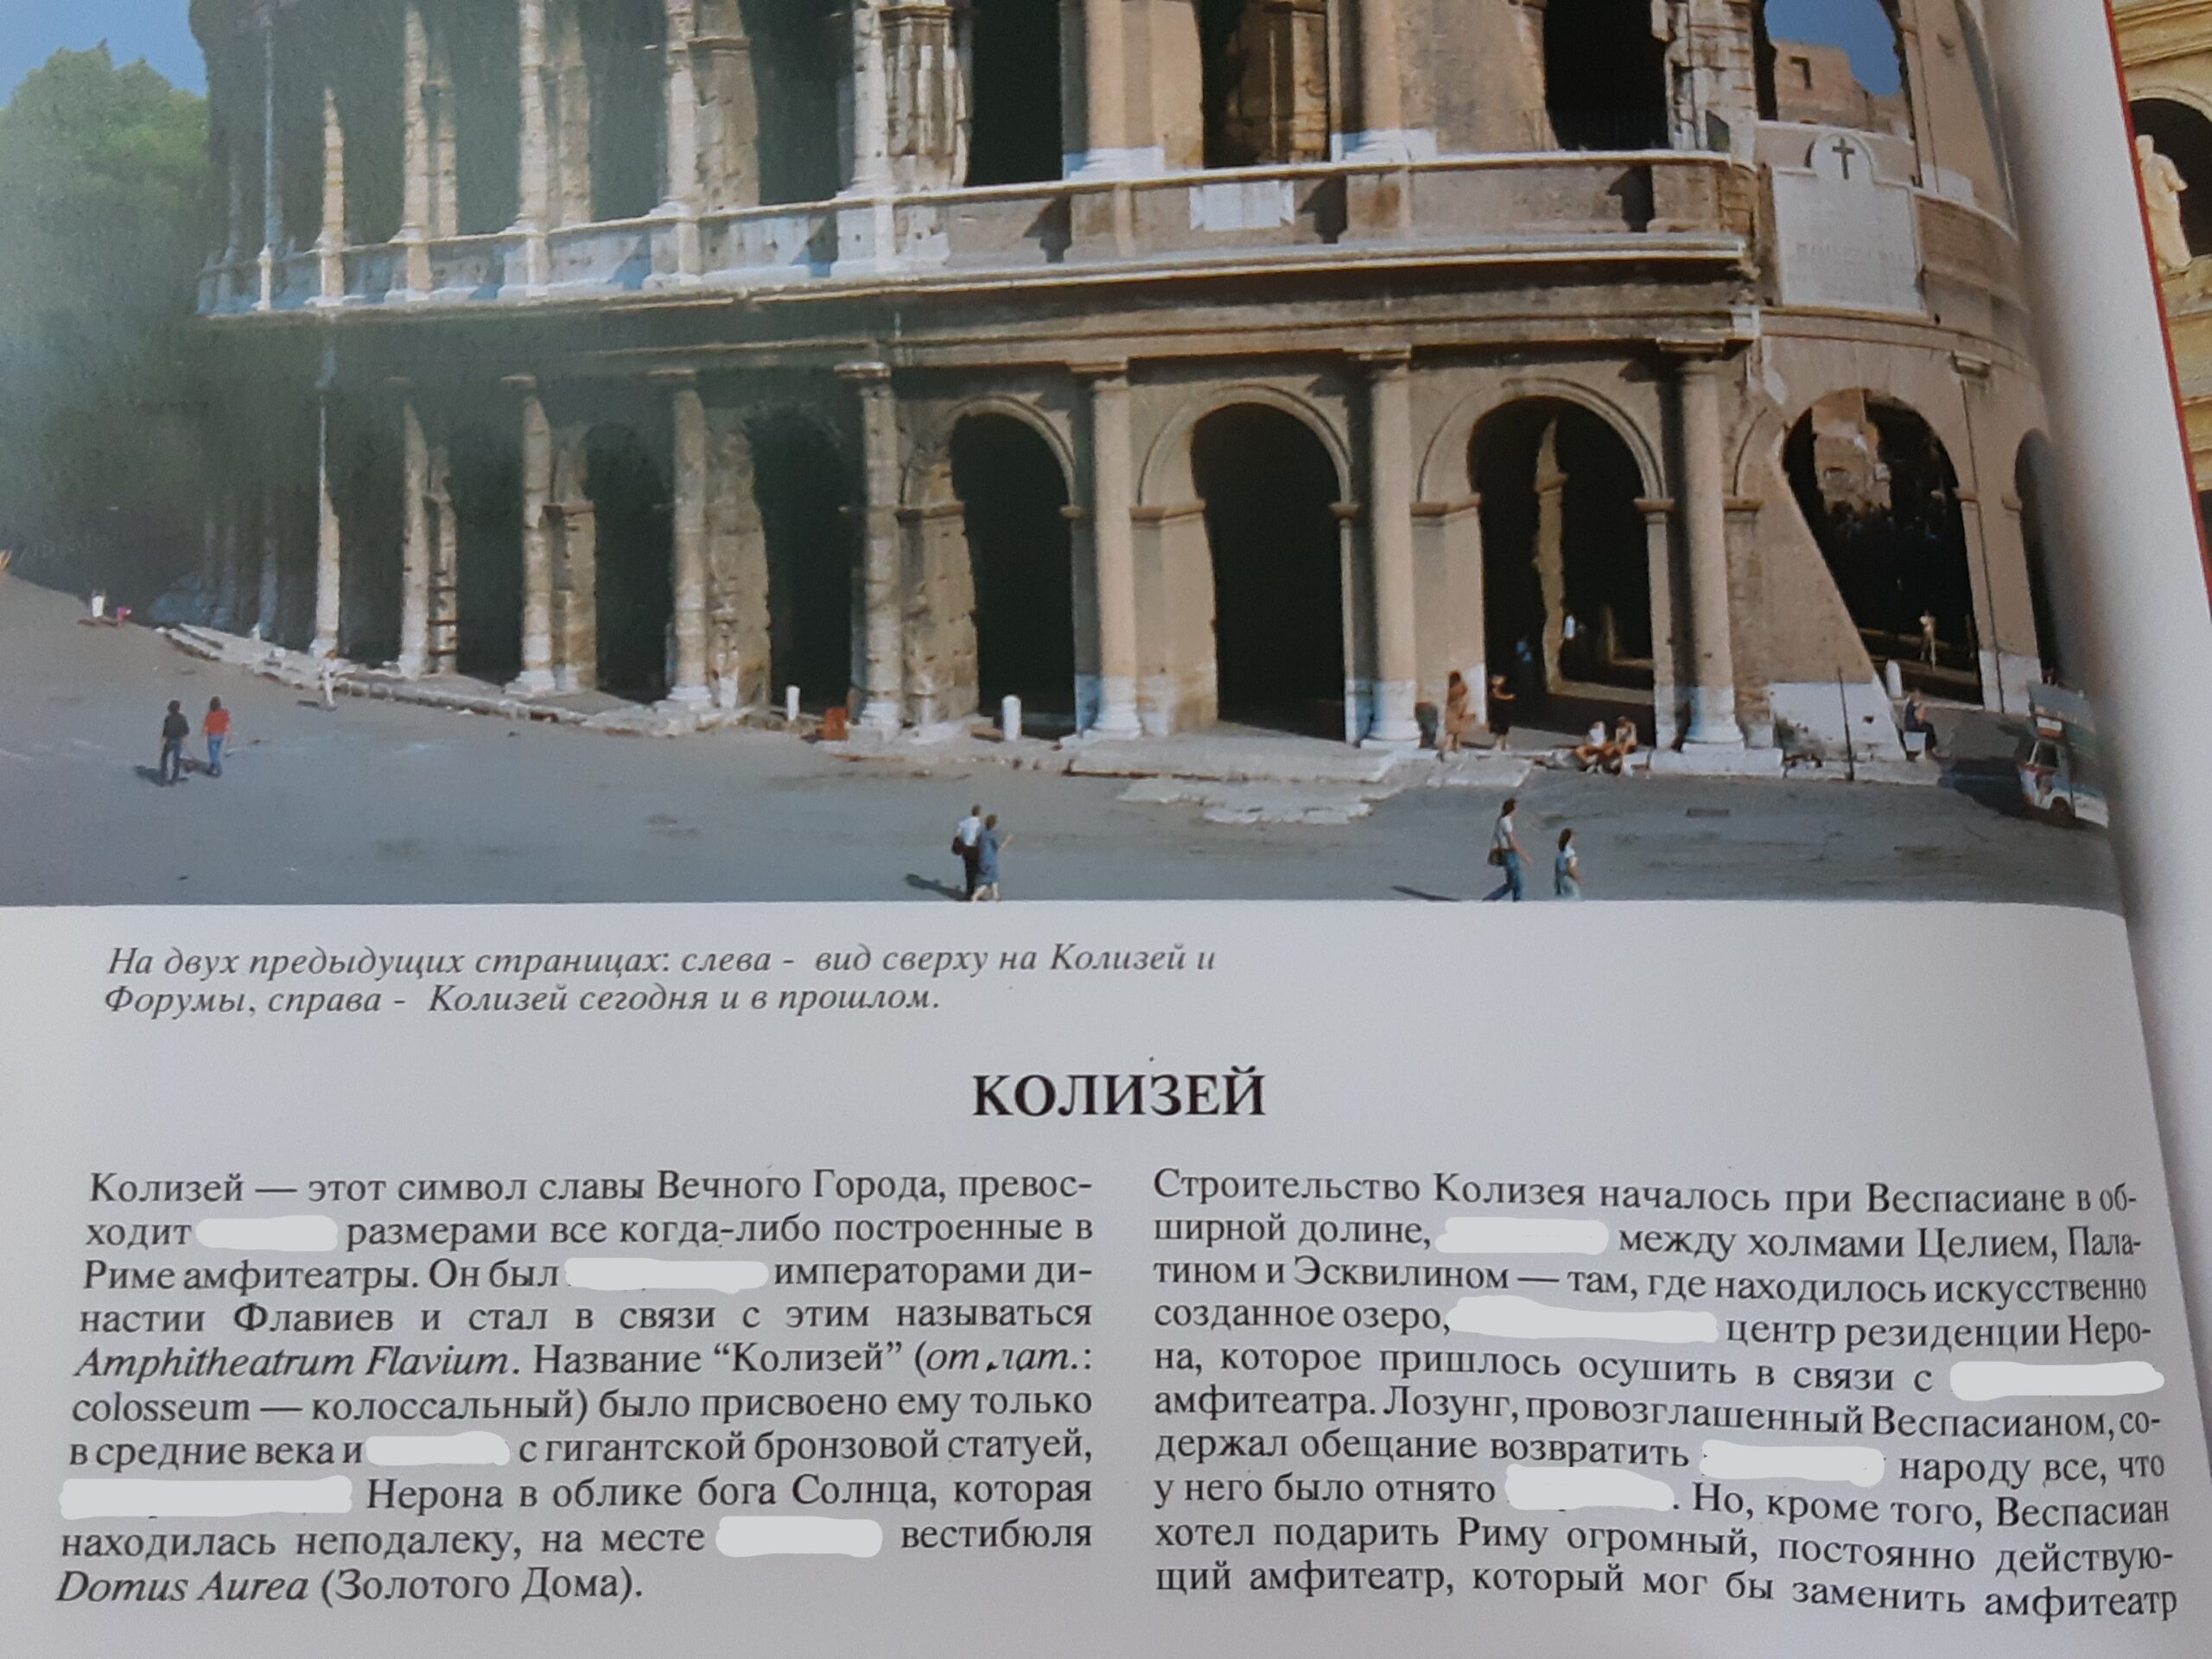 На двух предыдущих страницах: слева - вид сверху на Колизей и
Форумы, справа - Колизей сегодня и в прошлом.
КОЛИЗЕЙ
Колизей — этот символ славы Вечного Города, превос-
ходит размерами все когда-либо построенные в
Риме амфитеатры. Он был императорами ди-
настии Флавиев и стал в связи с этим называться
Amphitheatrum Flavium. Название “Колизей” (от лат.:
colosseum — колоссальный) было присвоено ему только
в средние века и с гигантской бронзовой статуей,
Нерона в облике бога Солнца, которая
находилась неподалеку, на месте вестибюля
Domus Aurea (Золотого Дома).
Строительство Колизея началось при Веспасиане в об-
ширной долине, между холмами Целием, Пала-
тином и Эсквилином — там, где находилось искусственно
созданное озеро, центр резиденции Неро-
на, которое пришлось осушить в связи с
амфитеатра. Лозунг, провозглашенный Веспасианом, со-
держал обещание возвратить народу все, что
у него было отнято . Но, кроме того, Веспасиан
хотел подарить Риму огромный, постоянно действую-
щий амфитеатр, который мог бы заменить амфитеатр